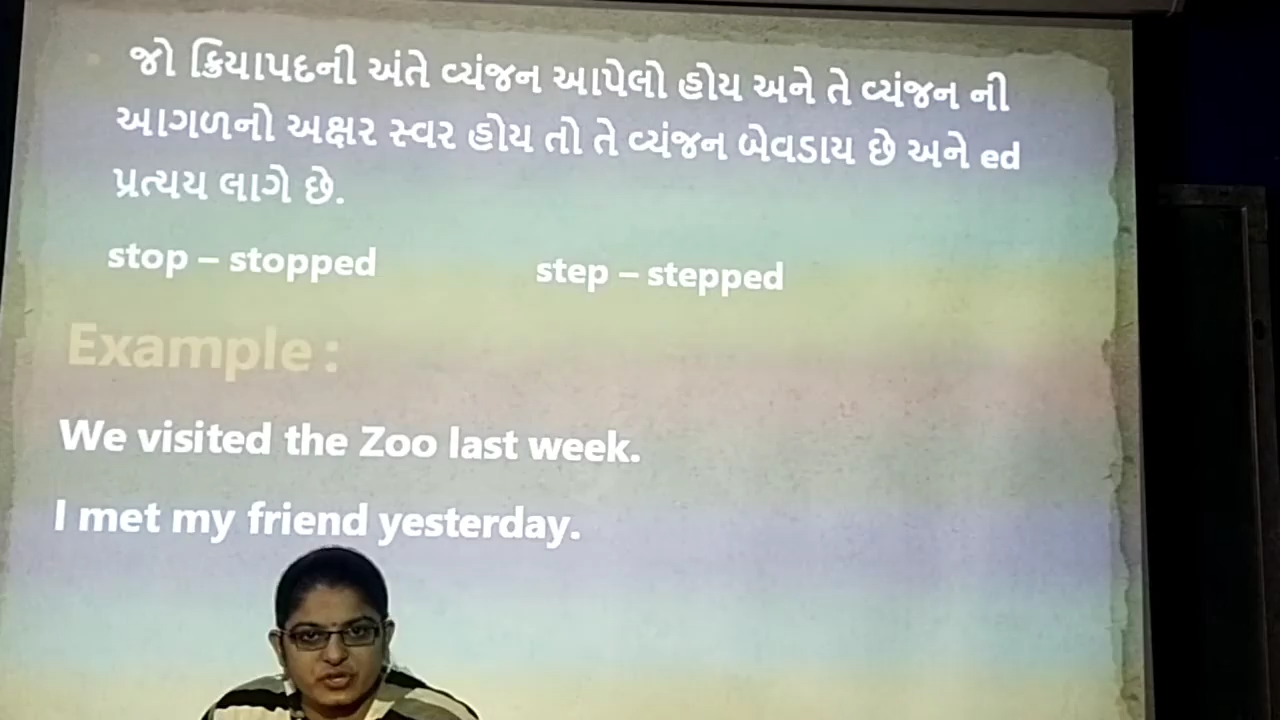 જો ક્રિયાપદની અંતે વ્યંજન આપેલો હોય અને તે વ્યંજન ની
આગળનો અક્ષર સ્વર હોય તો તે વ્યંજન બેવડાય છે અને ed
પ્રત્યય લાગે છે.
stop – stopped step – stepped
Example :
We visited the Zoo last week.
I met my friend yesterday.